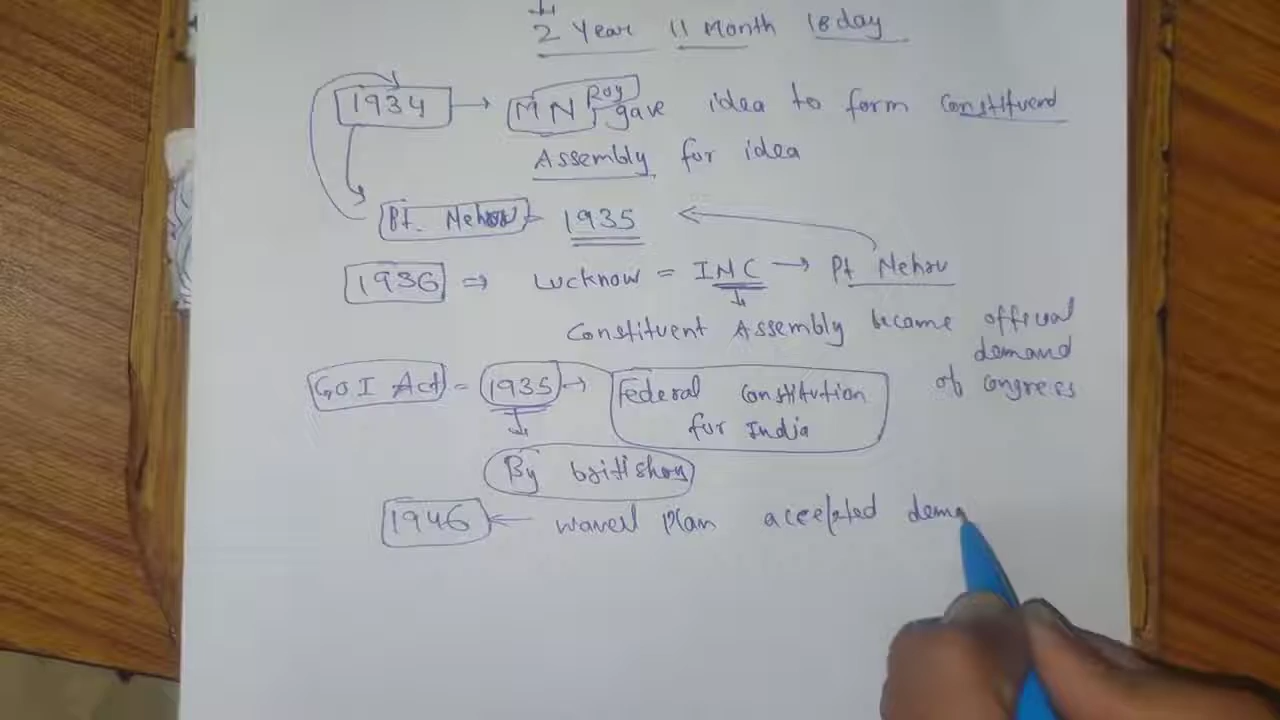 2 Year 11 Month 18 day
1934 → MN Roy gave idea to form Constituent
Assembly for idea
Pt. Nehru 1935
1936 ⇒ Lucknow = INC → Pt Nehru
Constituent Assembly became official
demand
of congress
GOI Act = 1935 → Federal Constitution
for India
By britishers
1946 ← wavell plan accepted dema